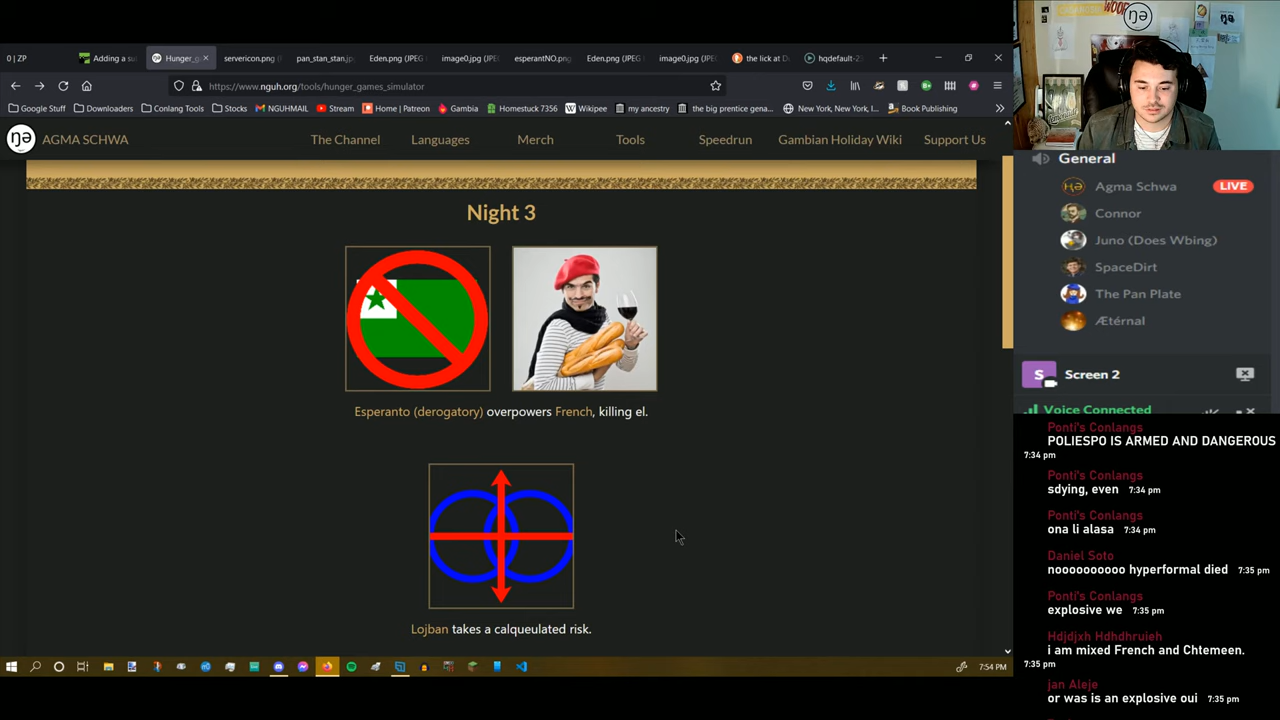 WOOP
ŋə
0 | ZP
Adding a su
Hunger_g
servericon.png (
pan_stan_stan.jp
Eden.png (JPEG I
image0.jpg (JPEG
esperantNO.png
Eden.png (JPEG I
image0.jpg (JPEG
the lick at D
hqdefault-2
https://www.nguh.org/tools/hunger_games_simulator
Google Stuff
Downloaders
Conlang Tools
Stocks
NGUHMAIL
Stream
Home | Patreon
Gambia
Homestuck 7356
Wikipee
my ancestry
the big prentice gena...
New York, New York, ...
Book Publishing
ŋə AGMA SCHWA
The Channel
Languages
Merch
Tools
Speedrun
Gambian Holiday Wiki
Support Us
Night 3
Esperanto (derogatory) overpowers French, killing el.
Lojban takes a calqueulated risk.
7:54 PM
General
Agma Schwa LIVE
Connor
Juno (Does Wbing)
SpaceDirt
The Pan Plate
Ætérnal
S Screen 2
Voice Connected
Ponti's Conlangs
POLIESPO IS ARMED AND DANGEROUS
7:34 pm
Ponti's Conlangs
sdying, even 7:34 pm
Ponti's Conlangs
ona li alasa 7:34 pm
Daniel Soto
noooooooooo hyperformal died 7:35 pm
Ponti's Conlangs
explosive we 7:35 pm
Hdjdjxh Hdhdhruieh
i am mixed French and Chtemeen.
7:35 pm
jan Aleje
or was is an explosive oui 7:35 pm